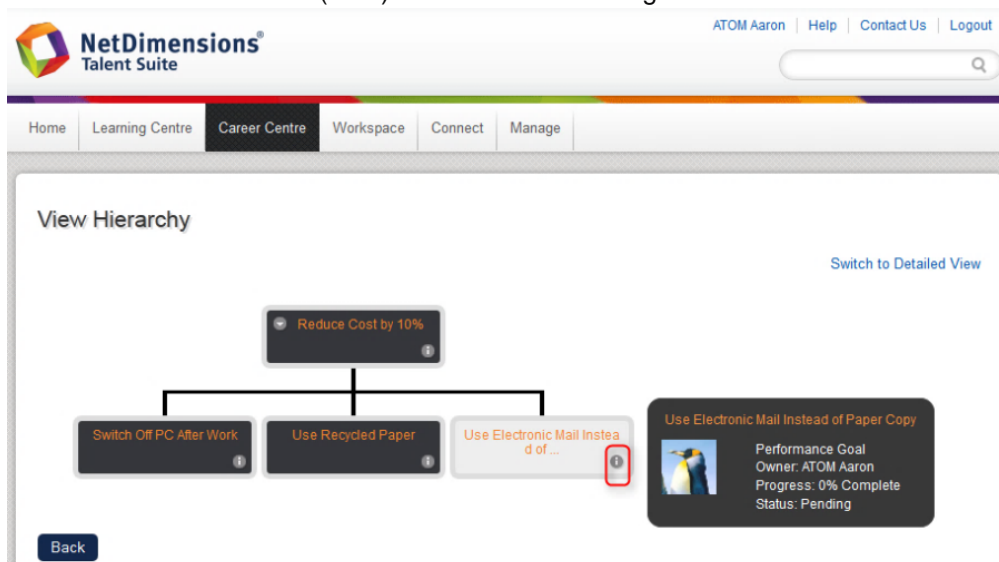 ATOM Aaron | Help | Contact Us | Logout
NetDimensions®
Talent Suite
Home Learning Centre Career Centre Workspace Connect Manage
View Hierarchy
Switch to Detailed View
Reduce Cost by 10%
Switch Off PC After Work
Use Recycled Paper
Use Electronic Mail Instea
d of ...
Use Electronic Mail Instead of Paper Copy
Performance Goal
Owner: ATOM Aaron
Progress: 0% Complete
Status: Pending
Back